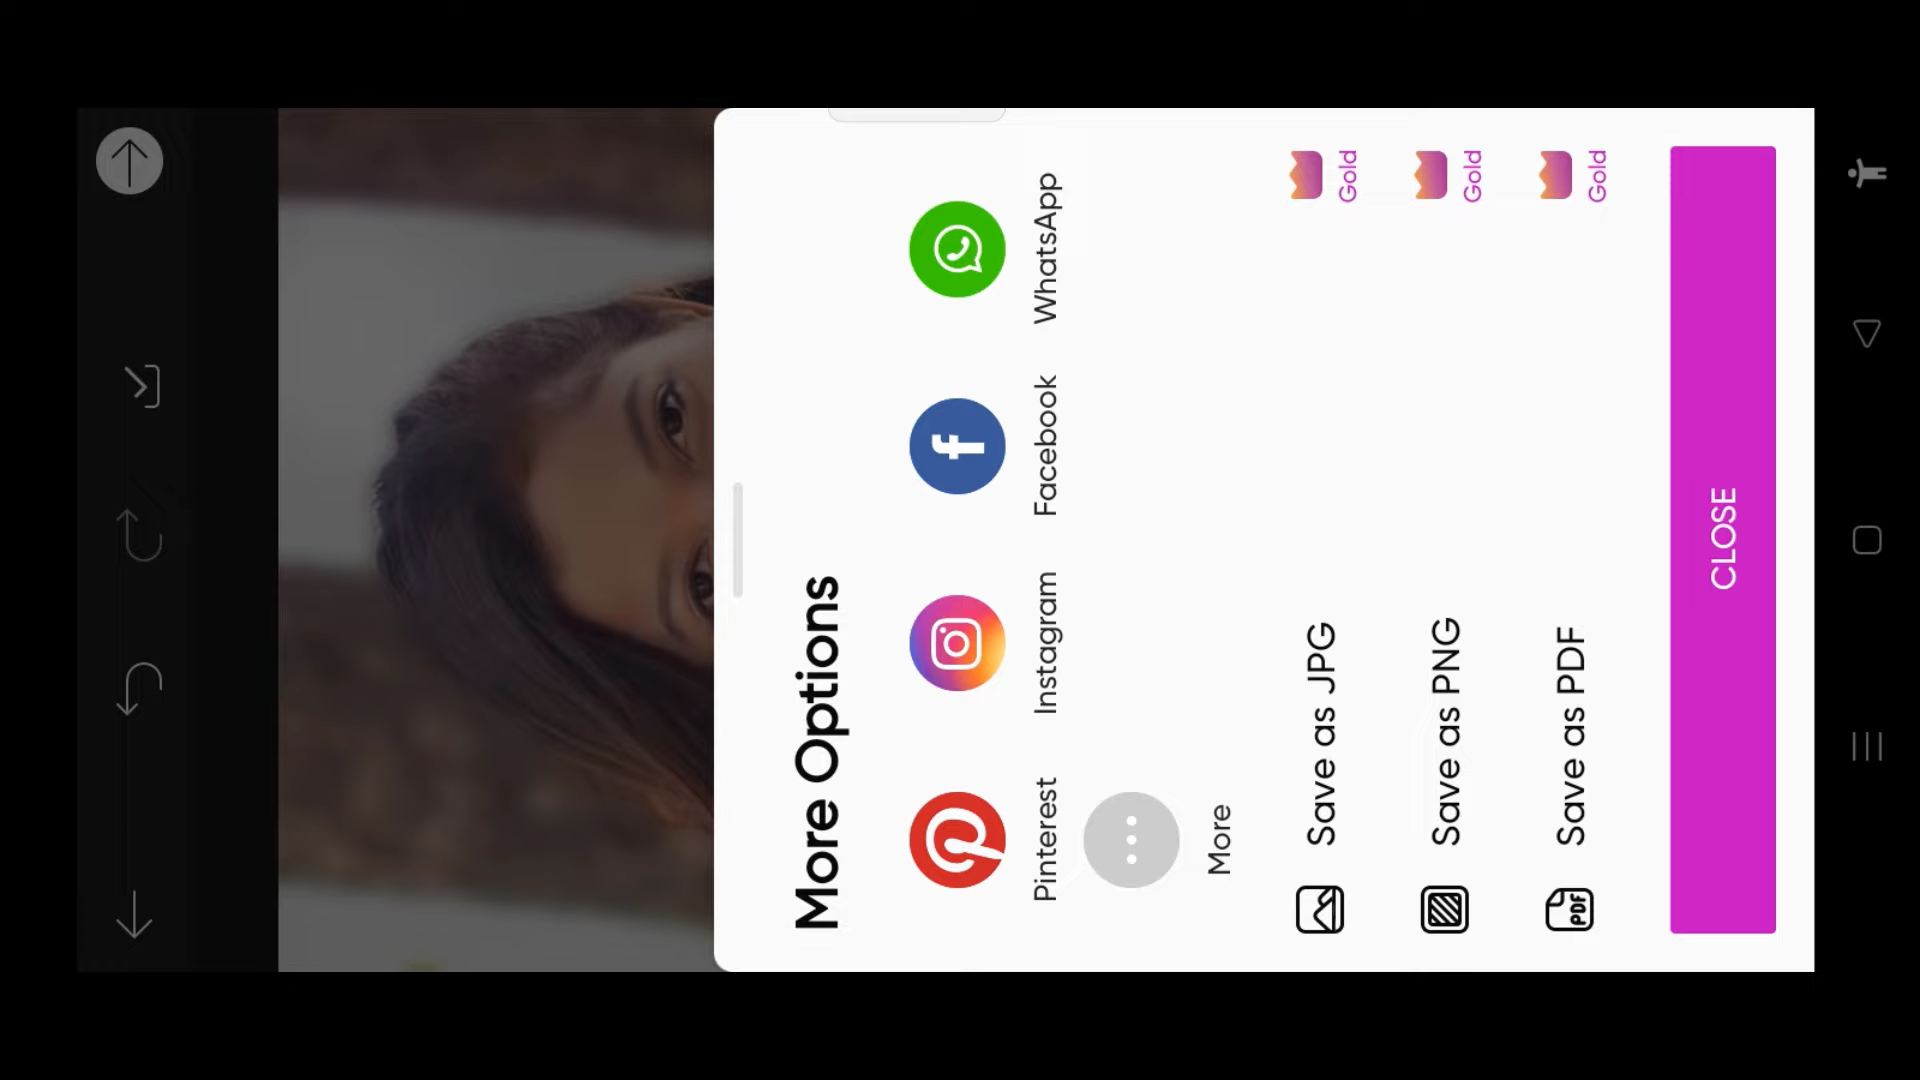 More Options
Pinterest Instagram Facebook WhatsApp
More
Save as JPG Gold
Save as PNG Gold
PDF Save as PDF Gold
CLOSE